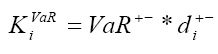 K_i^{VaR} = VaR^{+-} * d_i^{+-}